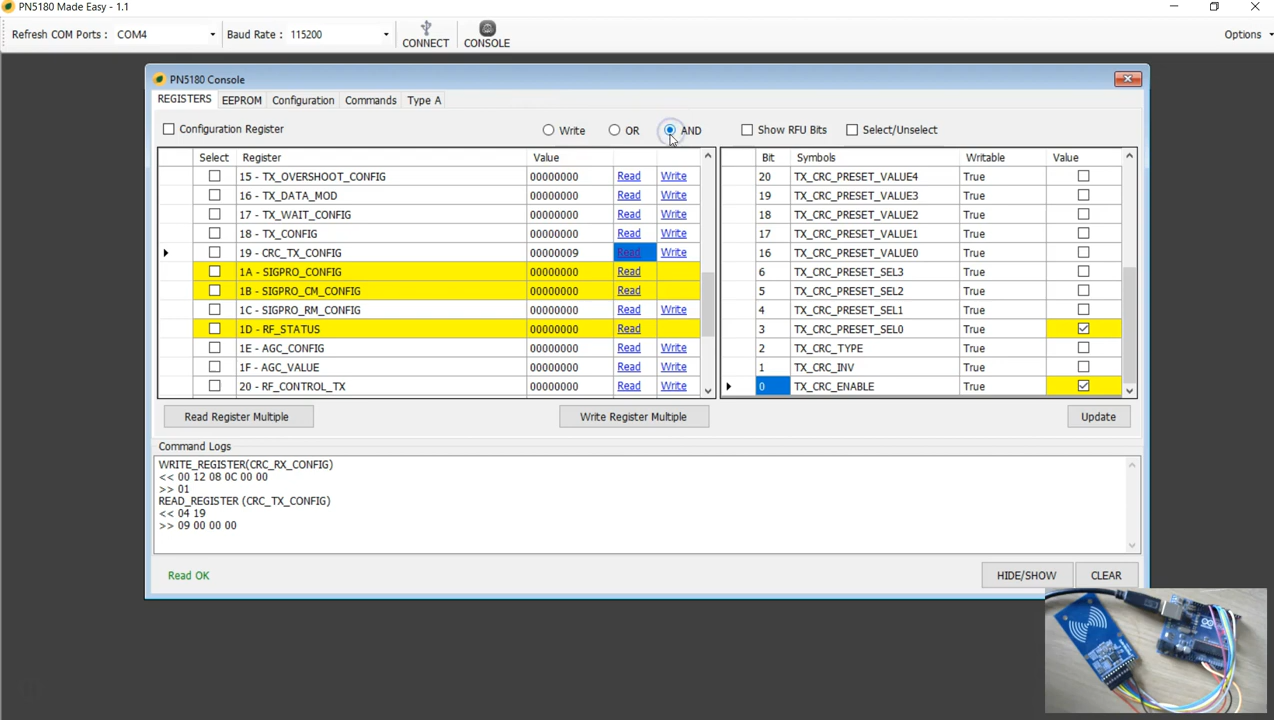 PN5180 Made Easy - 1.1
Refresh COM Ports : COM4 Baud Rate : 115200 CONNECT CONSOLE Options
PN5180 Console
REGISTERS EEPROM Configuration Commands Type A
Configuration Register Write OR AND Show RFU Bits Select/Unselect
Select Register Value
15 - TX_OVERSHOOT_CONFIG 00000000 Read Write
16 - TX_DATA_MOD 00000000 Read Write
17 - TX_WAIT_CONFIG 00000000 Read Write
18 - TX_CONFIG 00000000 Read Write
19 - CRC_TX_CONFIG 00000009 Read Write
1A - SIGPRO_CONFIG 00000000 Read
1B - SIGPRO_CM_CONFIG 00000000 Read
1C - SIGPRO_RM_CONFIG 00000000 Read Write
1D - RF_STATUS 00000000 Read
1E - AGC_CONFIG 00000000 Read Write
1F - AGC_VALUE 00000000 Read Write
20 - RF_CONTROL_TX 00000000 Read Write
Bit Symbols Writable Value
20 TX_CRC_PRESET_VALUE4 True
19 TX_CRC_PRESET_VALUE3 True
18 TX_CRC_PRESET_VALUE2 True
17 TX_CRC_PRESET_VALUE1 True
16 TX_CRC_PRESET_VALUE0 True
6 TX_CRC_PRESET_SEL3 True
5 TX_CRC_PRESET_SEL2 True
4 TX_CRC_PRESET_SEL1 True
3 TX_CRC_PRESET_SEL0 True
2 TX_CRC_TYPE True
1 TX_CRC_INV True
0 TX_CRC_ENABLE True
Read Register Multiple Write Register Multiple Update
Command Logs
WRITE_REGISTER(CRC_RX_CONFIG)
<< 00 12 08 0C 00 00
>> 01
READ_REGISTER (CRC_TX_CONFIG)
<< 04 19
>> 09 00 00 00
Read OK HIDE/SHOW CLEAR